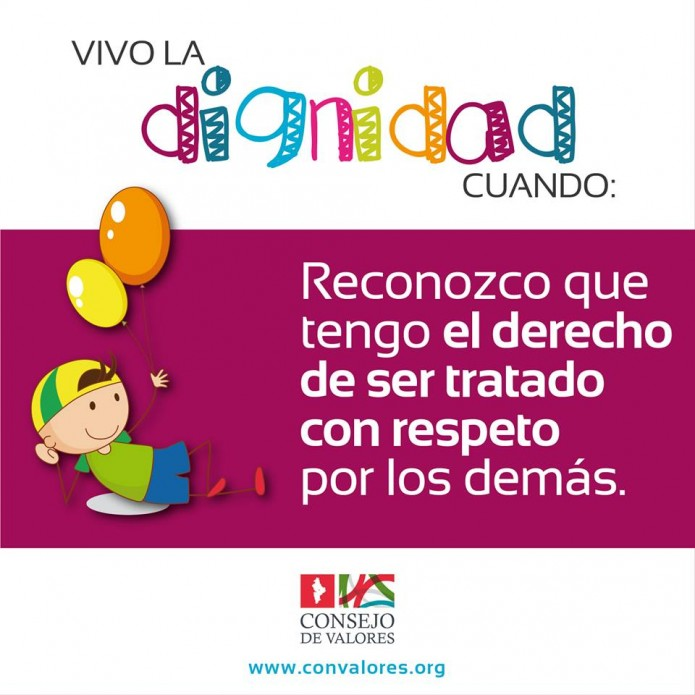 VIVO LA
dignidad
CUANDO:
Reconozco que
tengo el derecho
de ser tratado
con respeto
por los demás.
CONSEJO
DE VALORES
www.convalores.org